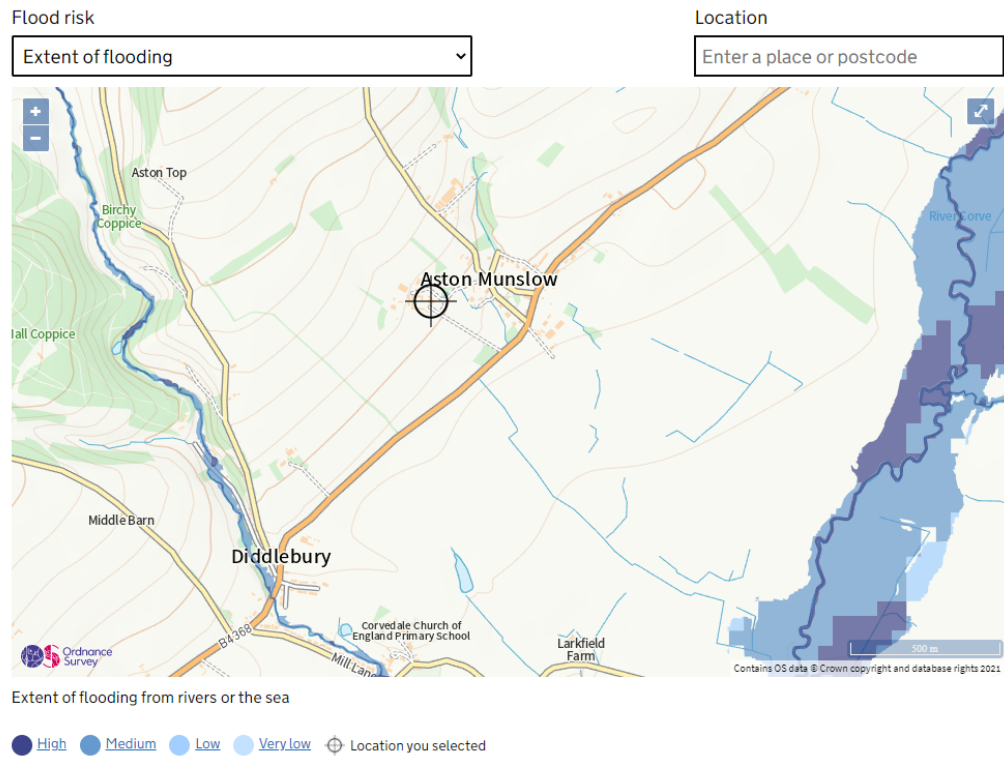 Flood risk
Location
Extent of flooding
Enter a place or postcode
+
−
Aston Top
Birchy
Coppice
River Corve
Aston Munslow
Hall Coppice
Middle Barn
Diddlebury
Corvedale Church of
England Primary School
B4368
Larkfield
Farm
Mill Lane
Ordnance
Survey
500 m
Contains OS data © Crown copyright and database rights 2021
Extent of flooding from rivers or the sea
High
Medium
Low
Very low
Location you selected